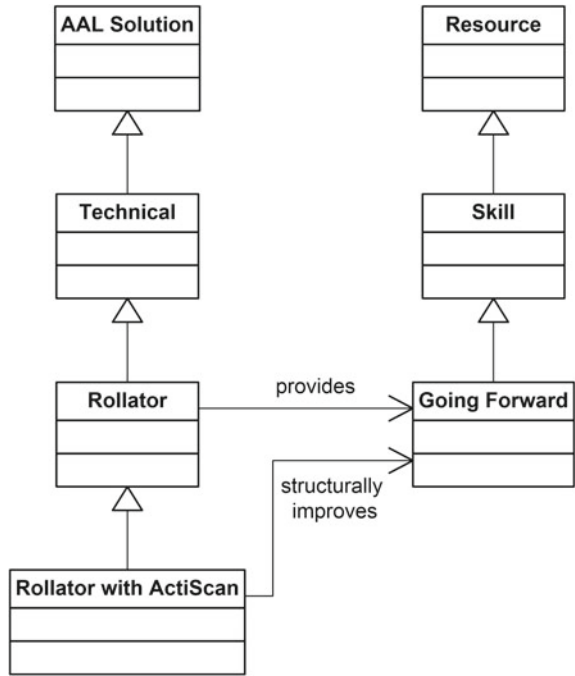 AAL Solution
Resource
Technical
Skill
Rollator
provides
Going Forward
structurally
improves
Rollator with ActiScan